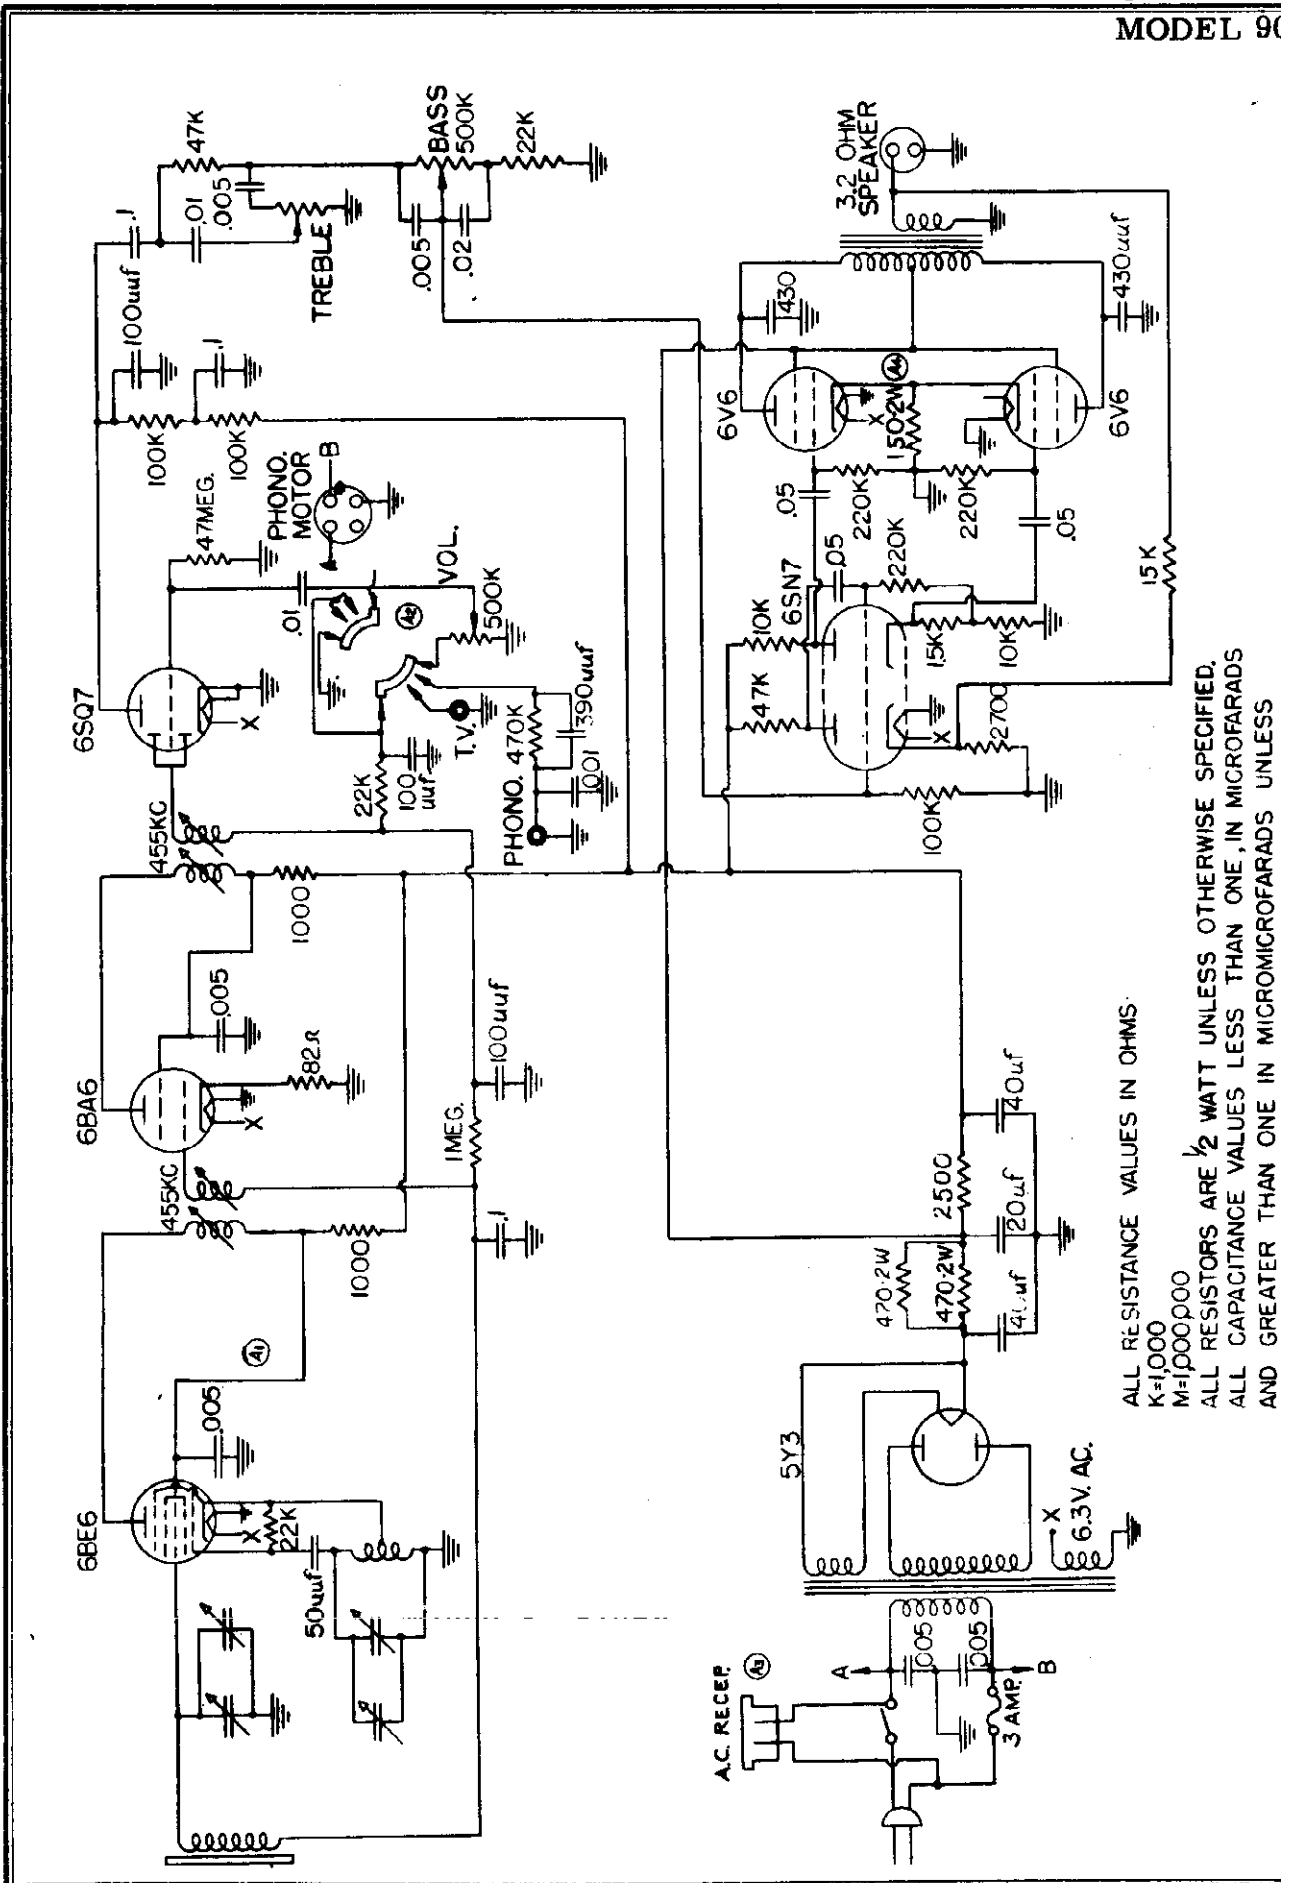 MODEL 90
6BE6
.005
A1
22K
X
50uuf
455KC
1000
6BA6
.005
82Ω
X
1MEG.
.1
100uuf
455KC
1000
6SQ7
X
22K
100
uuf
T.V.
PHONO.
470K
390uuf
.001
A2
VOL.
500K
.01
47MEG.
PHONO.
MOTOR
B
100K
100K
100uuf
.1
.1
47K
.01
.005
TREBLE
BASS
500K
.005
.02
22K
A.C. RECEP.
A3
A
.005
.005
B
3 AMP.
5Y3
X
6.3V. AC.
470·2W
470·2W
2500
20uf
40uf
100K
47K
10K
6SN7
X
2700
15K
10K
.05
220K
.05
220K
220K
.05
6V6
X
150·2W
A4
6V6
430
430uuf
3.2 OHM
SPEAKER
15K
ALL RESISTANCE VALUES IN OHMS.
K=1,000
M=1,000,000
ALL RESISTORS ARE ½ WATT UNLESS OTHERWISE SPECIFIED.
ALL CAPACITANCE VALUES LESS THAN ONE, IN MICROFARADS
AND GREATER THAN ONE IN MICROMICROFARADS UNLESS